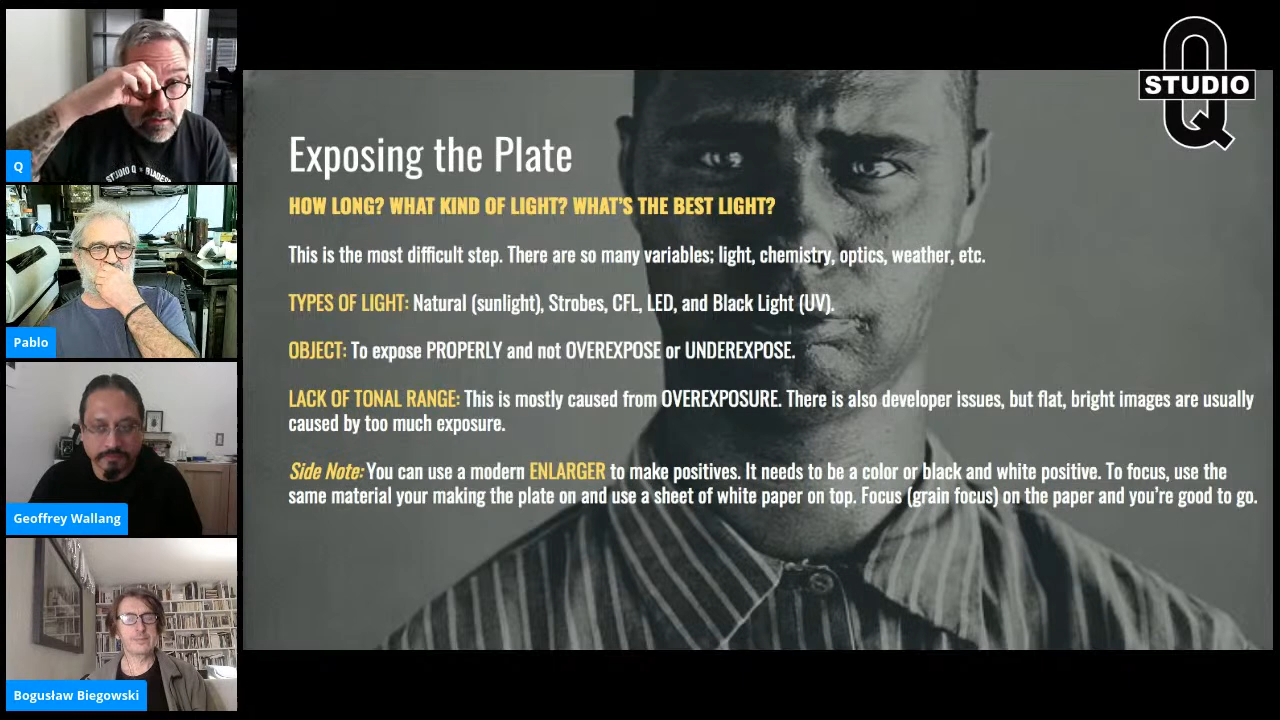 Q
STUDIO
STUDIO Q
Q
Pablo
Geoffrey Wallang
Bogusław Biegowski
Exposing the Plate
HOW LONG? WHAT KIND OF LIGHT? WHAT'S THE BEST LIGHT?
This is the most difficult step. There are so many variables; light, chemistry, optics, weather, etc.
TYPES OF LIGHT: Natural (sunlight), Strobes, CFL, LED, and Black Light (UV).
OBJECT: To expose PROPERLY and not OVEREXPOSE or UNDEREXPOSE.
LACK OF TONAL RANGE: This is mostly caused from OVEREXPOSURE. There is also developer issues, but flat, bright images are usually
caused by too much exposure.
Side Note: You can use a modern ENLARGER to make positives. It needs to be a color or black and white positive. To focus, use the
same material your making the plate on and use a sheet of white paper on top. Focus (grain focus) on the paper and you're good to go.